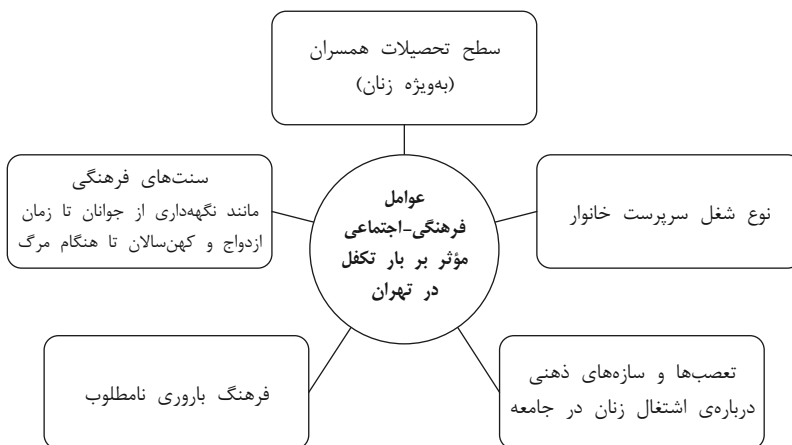 سطح تحصیلات همسران
(به‌ویژه زنان)
عوامل
فرهنگی-اجتماعی
مؤثر بر بار تکفل
در تهران
نوع شغل سرپرست خانوار
سنت‌های فرهنگی
مانند نگهه‌داری از جوانان تا زمان
ازدواج و کهن‌سالان تا هنگام مرگ
تعصب‌ها و سازه‌های ذهنی
درباره‌ی اشتغال زنان در جامعه
فرهنگ باروری نامطلوب